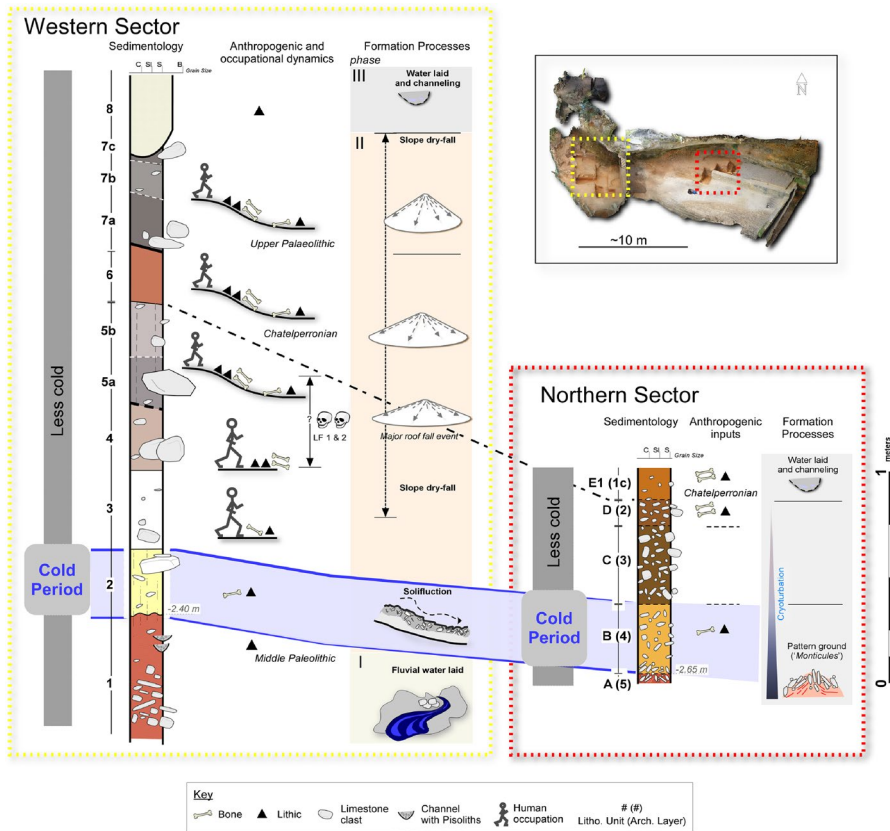 Western Sector
Sedimentology
C Si S B
Grain Size
Anthropogenic and
occupational dynamics
Formation Processes
phase
8
7c
7b
7a
6
5b
5a
4
3
2
1
Less cold
Cold
Period
-2.40 m
Upper Palaeolithic
Chatelperronian
?
LF 1 & 2
Middle Paleolithic
III
Water laid
and channeling
II
Slope dry-fall
Major roof fall event
Slope dry-fall
Solifluction
I
Fluvial water laid
N
~10 m
Northern Sector
Sedimentology
C Si S
Grain Size
Anthropogenic
inputs
Formation
Processes
Less cold
Cold
Period
E1 (1c)
D (2)
C (3)
B (4)
A (5)
-2.65 m
Chatelperronian
Water laid
and channeling
Cryoturbation
Pattern ground
('Monticules')
1
meters
0
Key
Bone
Lithic
Limestone
clast
Channel
with Pisoliths
Human
occupation
# (#)
Litho. Unit (Arch. Layer)